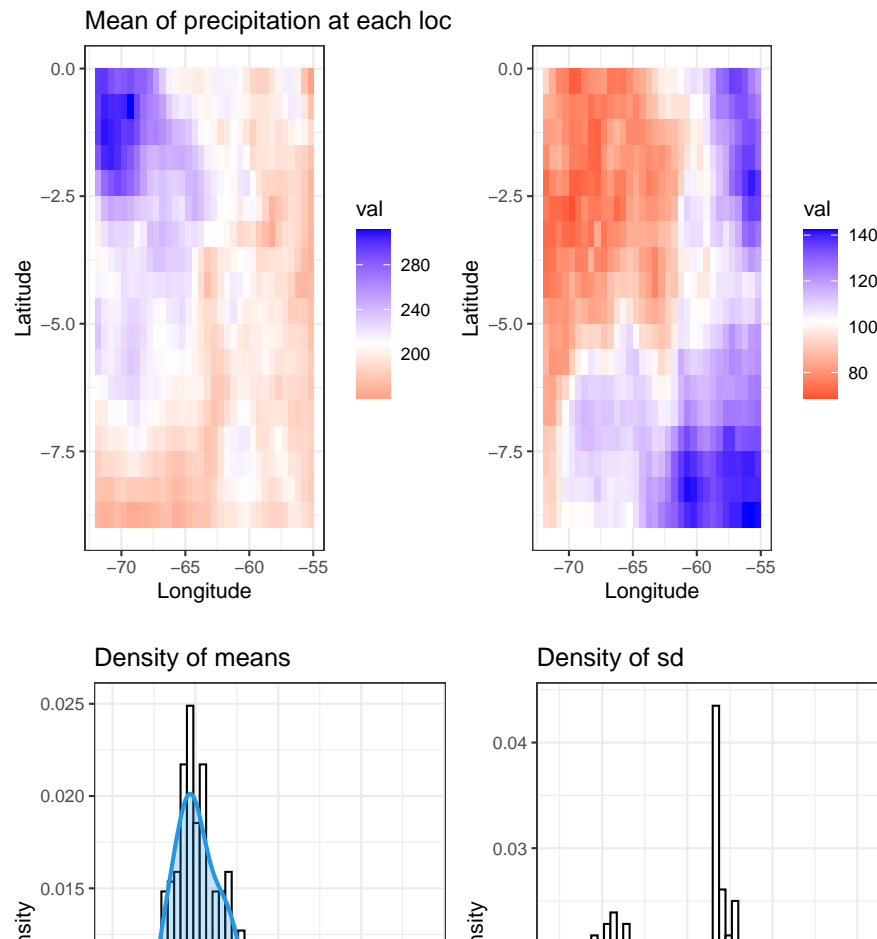 Mean of precipitation at each loc
0.0
−2.5
−5.0
−7.5
Latitude
−70 −65 −60 −55
Longitude
val
280
240
200
0.0
−2.5
−5.0
−7.5
Latitude
−70 −65 −60 −55
Longitude
val
140
120
100
80
Density of means
0.025
0.020
0.015
Density of sd
0.04
0.03